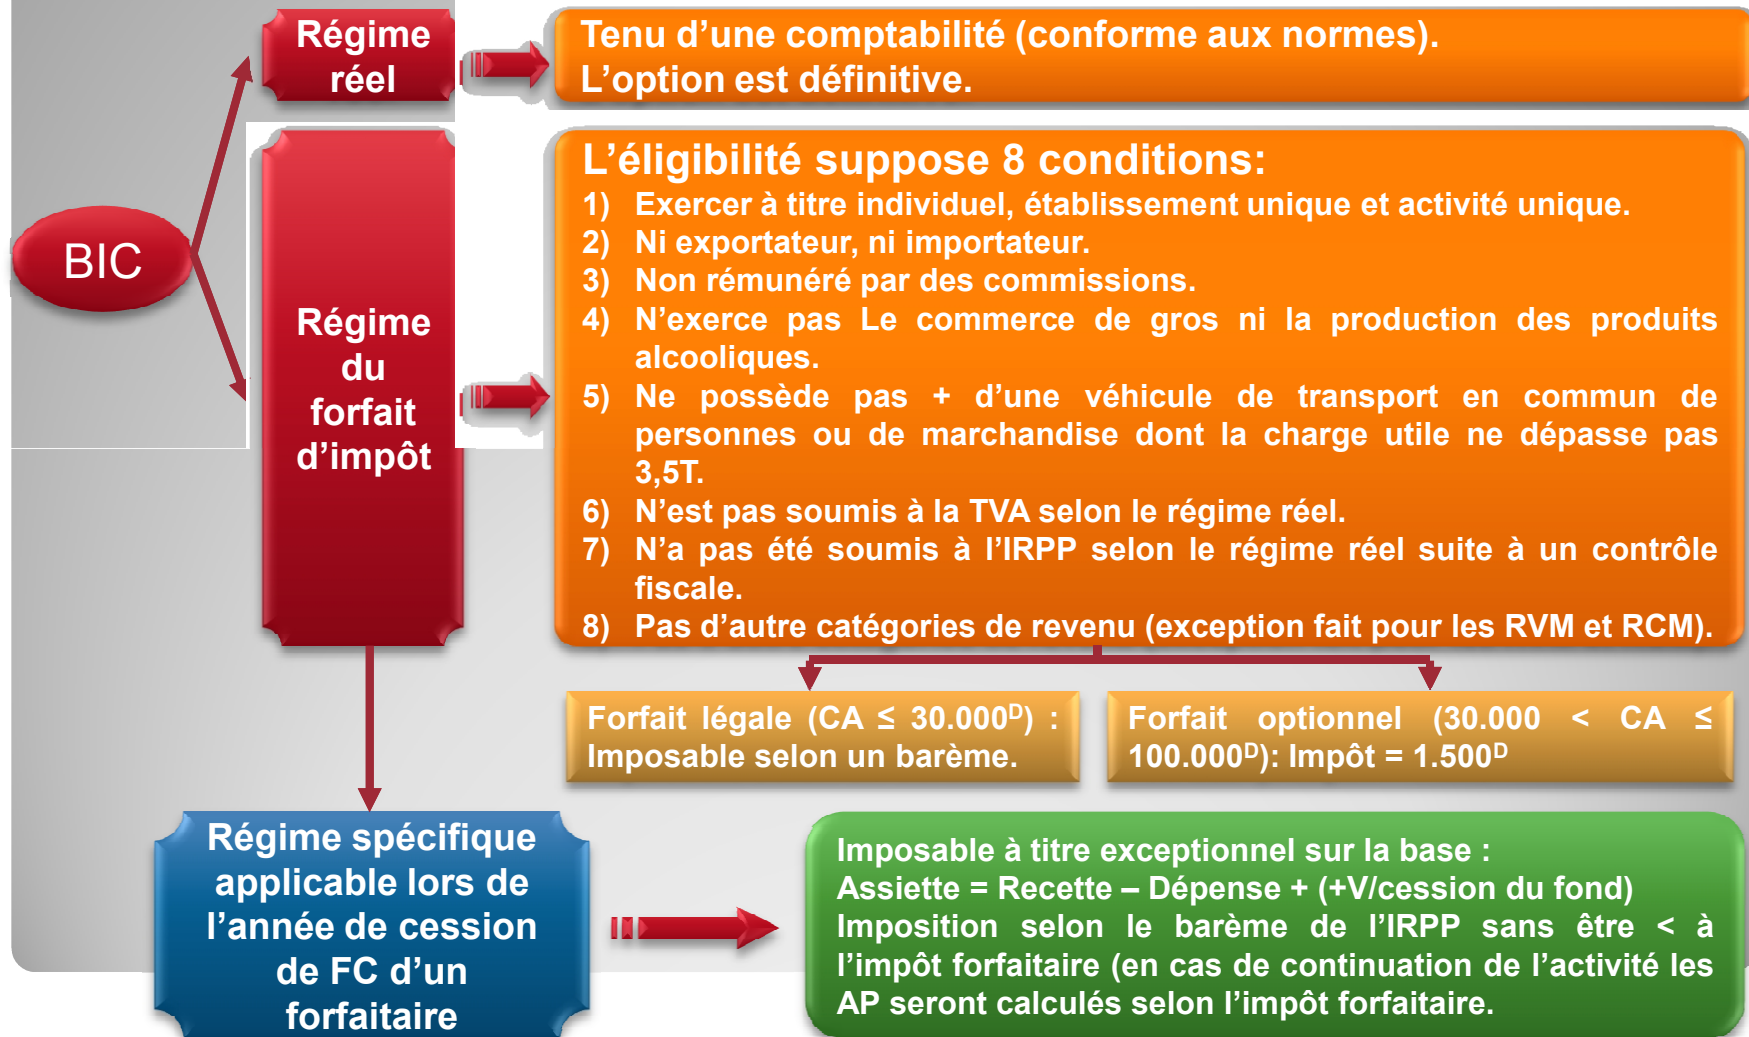 BIC
Régime
réel
Tenu d’une comptabilité (conforme aux normes).
L’option est définitive.
Régime
du
forfait
d’impôt
L’éligibilité suppose 8 conditions:
1) Exercer à titre individuel, établissement unique et activité unique.
2) Ni exportateur, ni importateur.
3) Non rémunéré par des commissions.
4) N’exerce pas Le commerce de gros ni la production des produits
alcooliques.
5) Ne possède pas + d’une véhicule de transport en commun de
personnes ou de marchandise dont la charge utile ne dépasse pas
3,5T.
6) N’est pas soumis à la TVA selon le régime réel.
7) N’a pas été soumis à l’IRPP selon le régime réel suite à un contrôle
fiscale.
8) Pas d’autre catégories de revenu (exception fait pour les RVM et RCM).
Forfait légale (CA ≤ 30.000ᴰ) :
Imposable selon un barème.
Forfait optionnel (30.000 < CA ≤
100.000ᴰ): Impôt = 1.500ᴰ
Régime spécifique
applicable lors de
l’année de cession
de FC d’un
forfaitaire
Imposable à titre exceptionnel sur la base :
Assiette = Recette – Dépense + (+V/cession du fond)
Imposition selon le barème de l’IRPP sans être < à
l’impôt forfaitaire (en cas de continuation de l’activité les
AP seront calculés selon l’impôt forfaitaire.